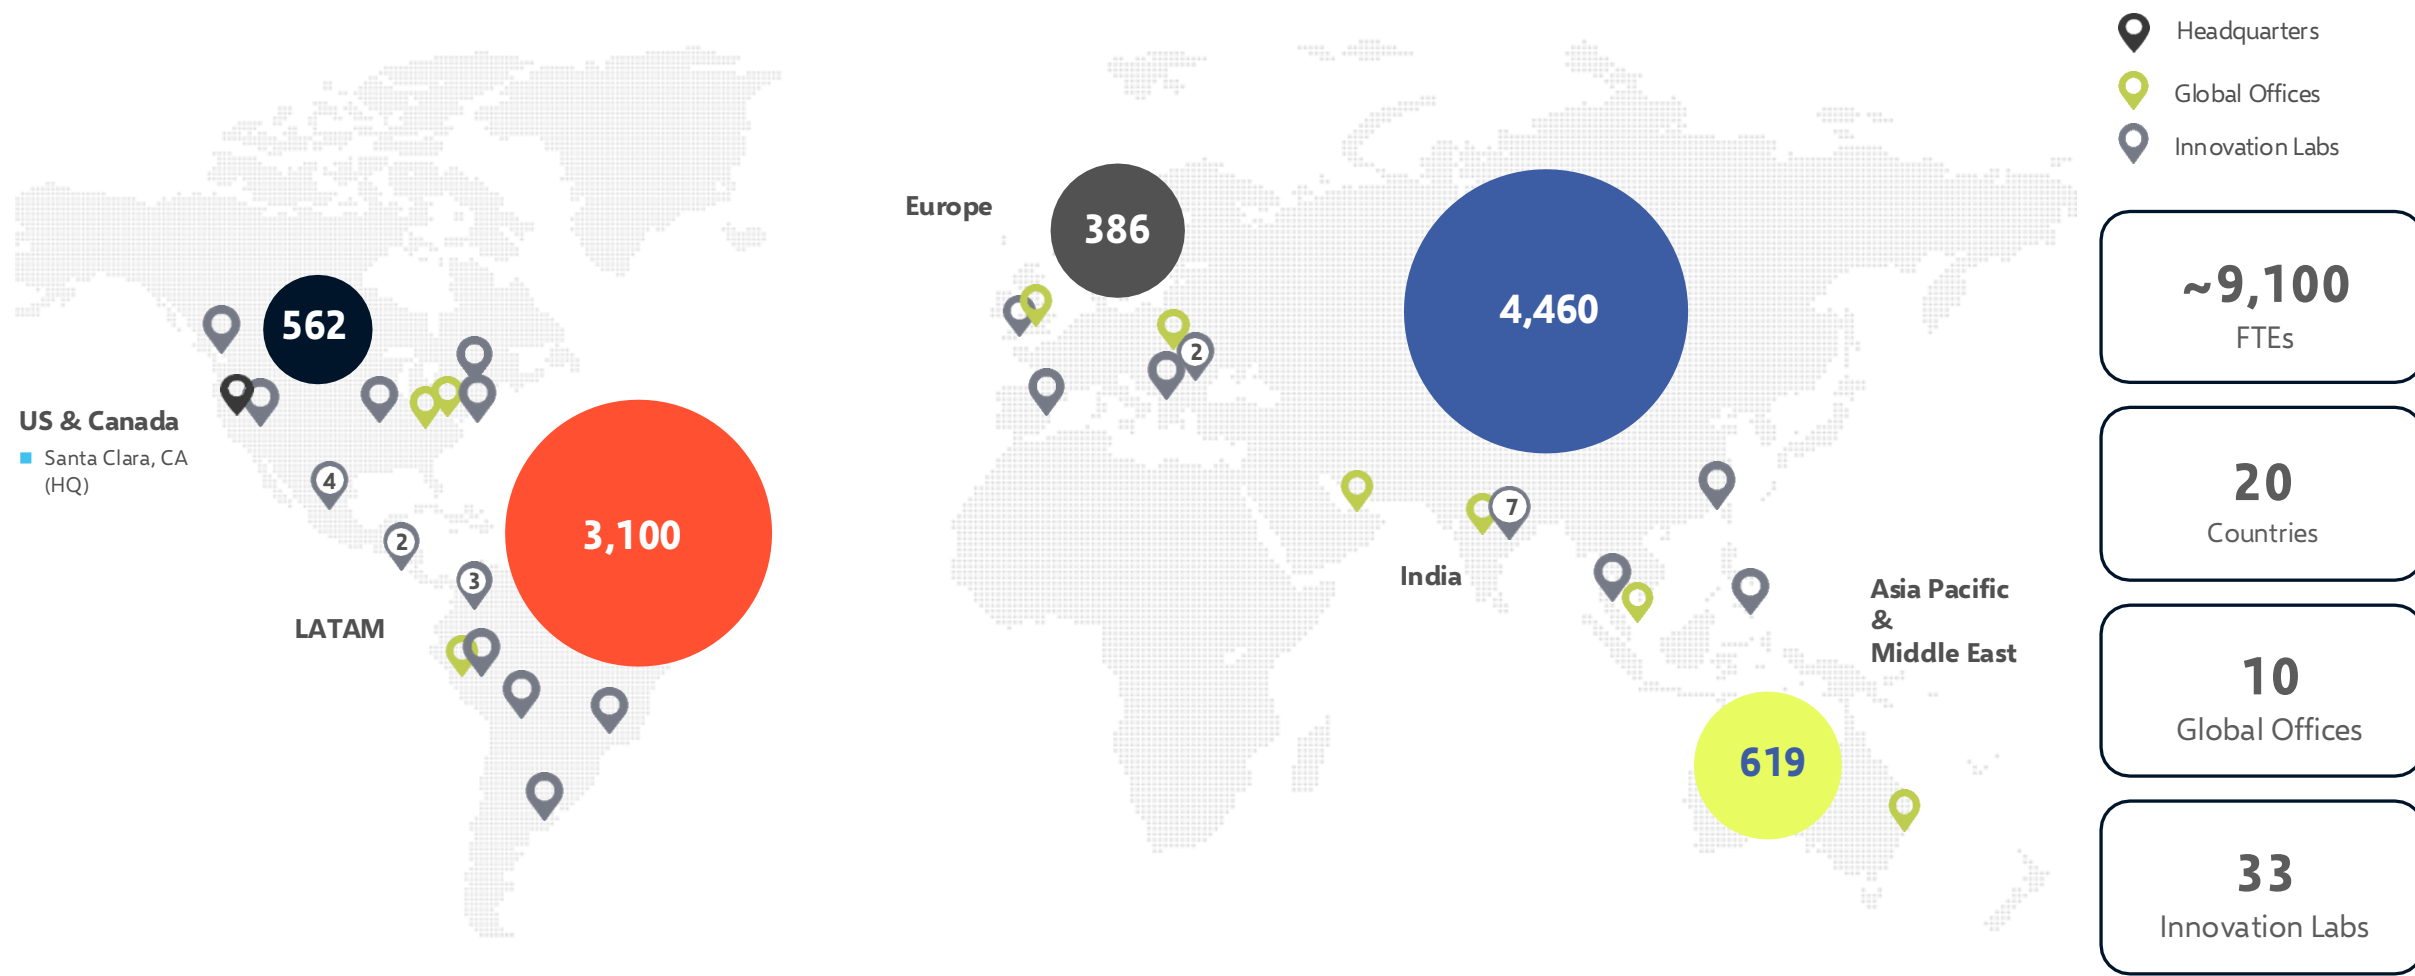 Headquarters
Global Offices
Innovation Labs
Europe
386
4,460
562
US & Canada
Santa Clara, CA
(HQ)
4
2
3
3,100
LATAM
2
7
India
Asia Pacific
&
Middle East
619
~9,100
FTEs
20
Countries
10
Global Offices
33
Innovation Labs